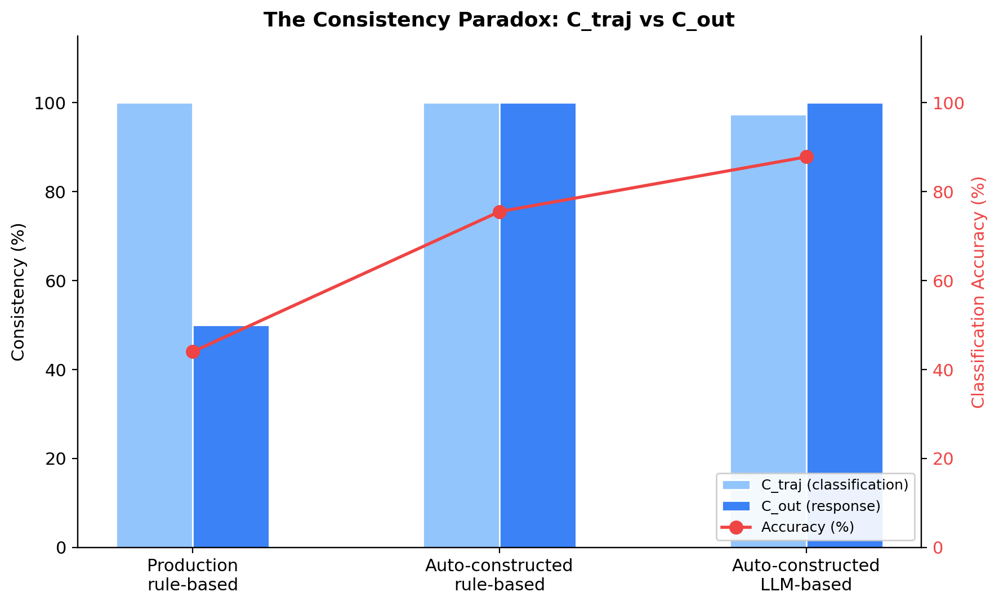 The Consistency Paradox: C_traj vs C_out
Consistency (%)
100
80
60
40
20
0
Classification Accuracy (%)
100
80
60
40
20
0
C_traj (classification)
C_out (response)
Accuracy (%)
Production
rule-based
Auto-constructed
rule-based
Auto-constructed
LLM-based